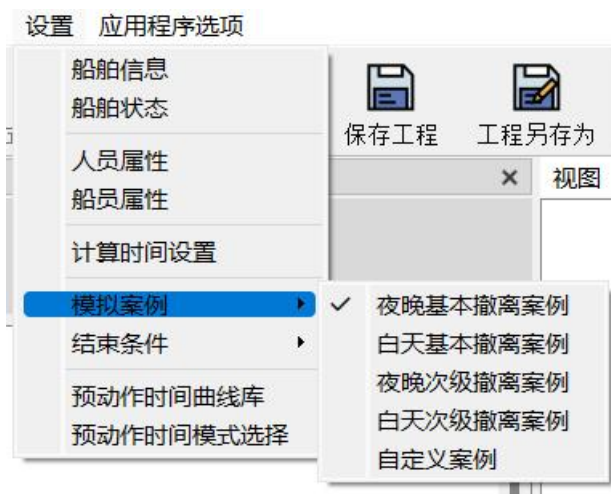 设置 应用程序选项
船舶信息
船舶状态
保存工程 工程另存为
人员属性
× 视图
船员属性
计算时间设置
模拟案例
✓ 夜晚基本撤离案例
结束条件
白天基本撤离案例
夜晚次级撤离案例
预动作时间曲线库
白天次级撤离案例
预动作时间模式选择
自定义案例